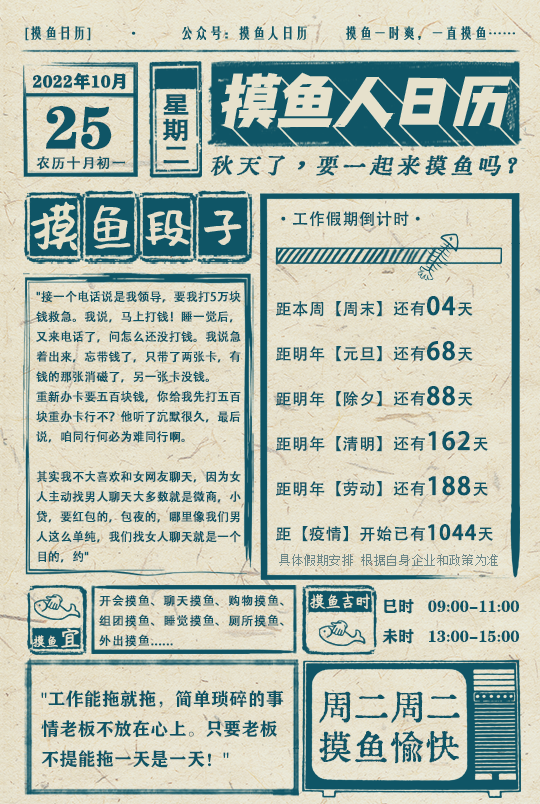 [摸鱼日历] · 公众号：摸鱼人日历 摸鱼一时爽，一直摸鱼……
2022年10月
25
农历十月初一
星期二
摸鱼人日历
秋天了，要一起来摸鱼吗？
摸鱼段子
"接一个电话说是我领导，要我打5万块
钱救急。我说，马上打钱！睡一觉后，
又来电话了，问怎么还没打钱。我说急
着出来，忘带钱了，只带了两张卡，有
钱的那张消磁了，另一张卡没钱。
重新办卡要五百块钱，你给我先打五百
块重办卡行不？他听了沉默很久，最后
说，咱同行何必为难同行啊。
其实我不大喜欢和女网友聊天，因为女
人主动找男人聊天大多数就是微商，小
贷，要红包的，包夜的，哪里像我们男
人这么单纯，我们找女人聊天就是一个
目的，约"
·工作假期倒计时·
距本周【周末】还有04天
距明年【元旦】还有68天
距明年【除夕】还有88天
距明年【清明】还有162天
距明年【劳动】还有188天
距【疫情】开始已有1044天
具体假期安排 根据自身企业和政策为准
摸鱼宜
开会摸鱼、聊天摸鱼、购物摸鱼、
组团摸鱼、睡觉摸鱼、厕所摸鱼、
外出摸鱼……
摸鱼吉时
巳时 09:00-11:00
未时 13:00-15:00
"工作能拖就拖，简单琐碎的事
情老板不放在心上。只要老板
不提能拖一天是一天！"
周二周二
摸鱼愉快